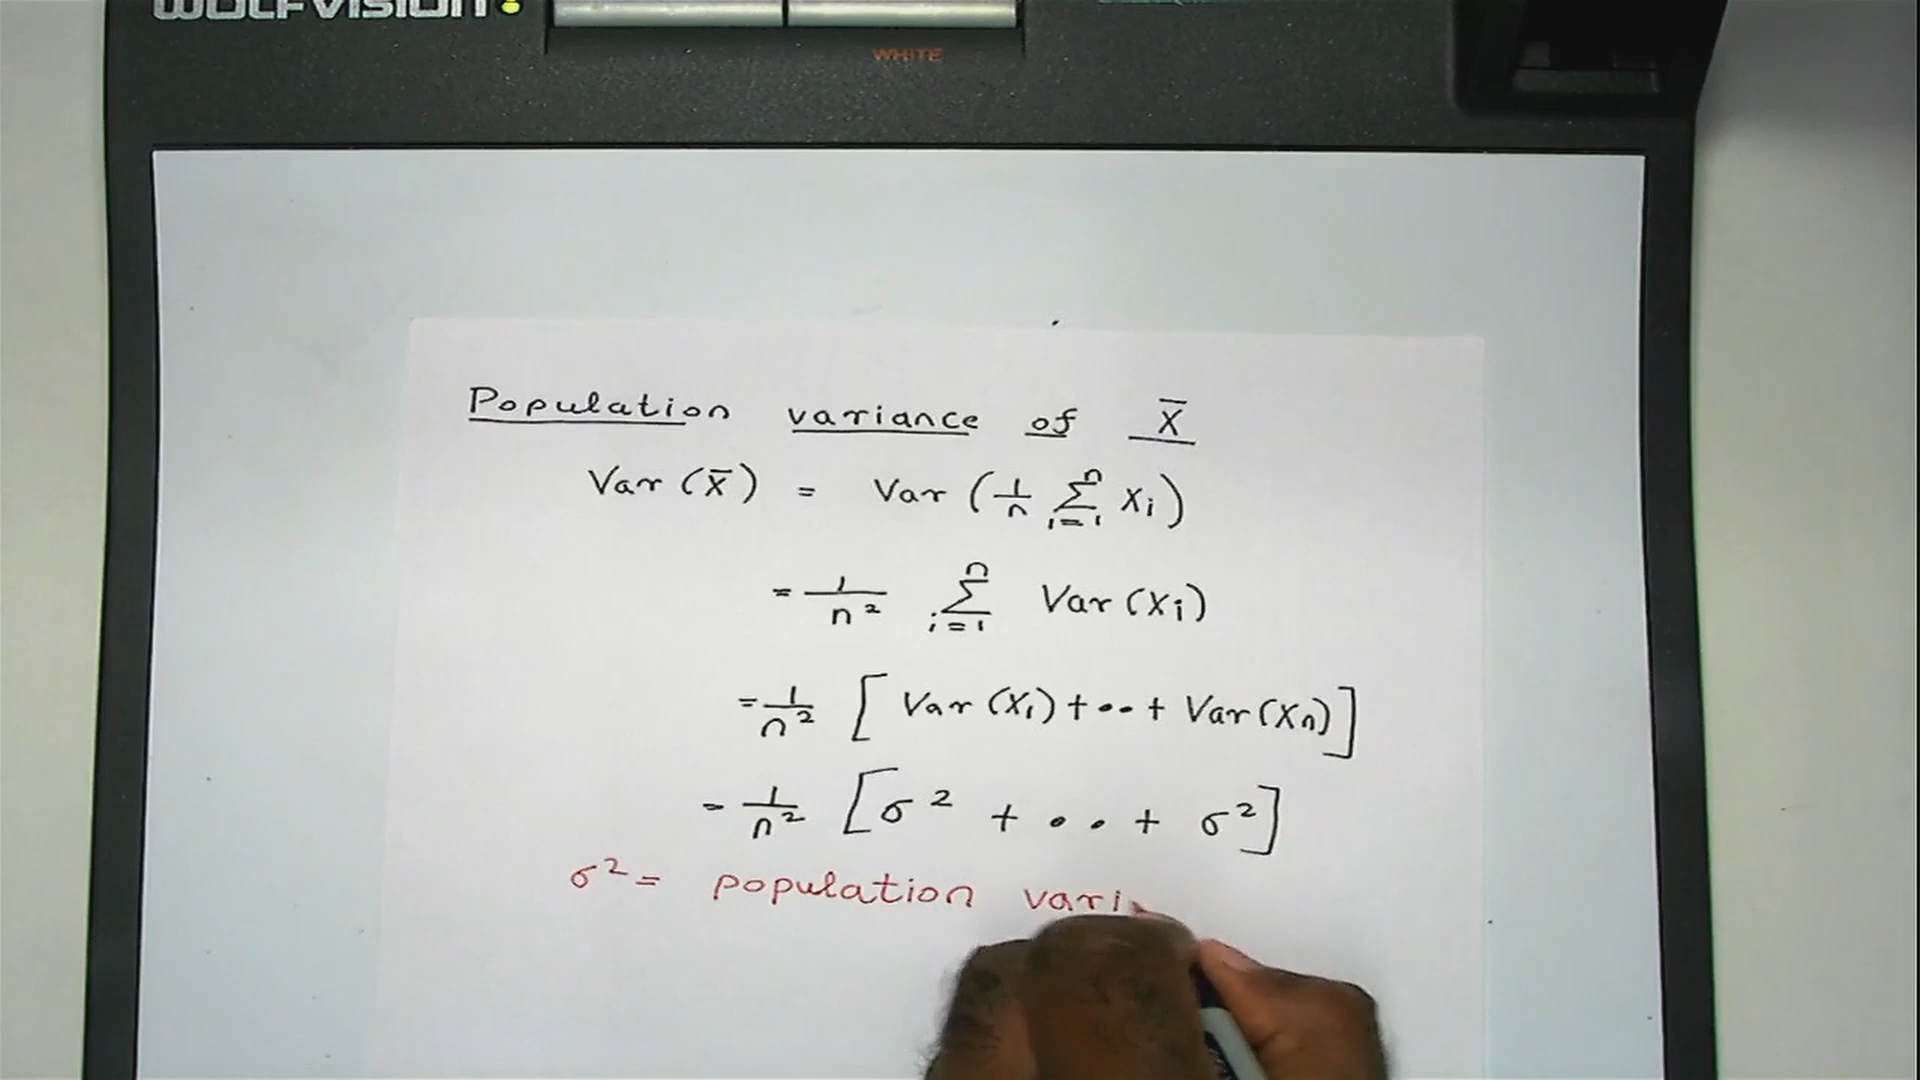 WOLFVISION
WHITE
Population variance of X̄
Var (X̄) = Var (1/n Σ_{i=1}^{n} Xi)
= 1/n² Σ_{i=1}^{n} Var (Xi)
= 1/n² [Var (X₁) + •• + Var (Xn)]
= 1/n² [σ² + • • + σ²]
σ² = population vari